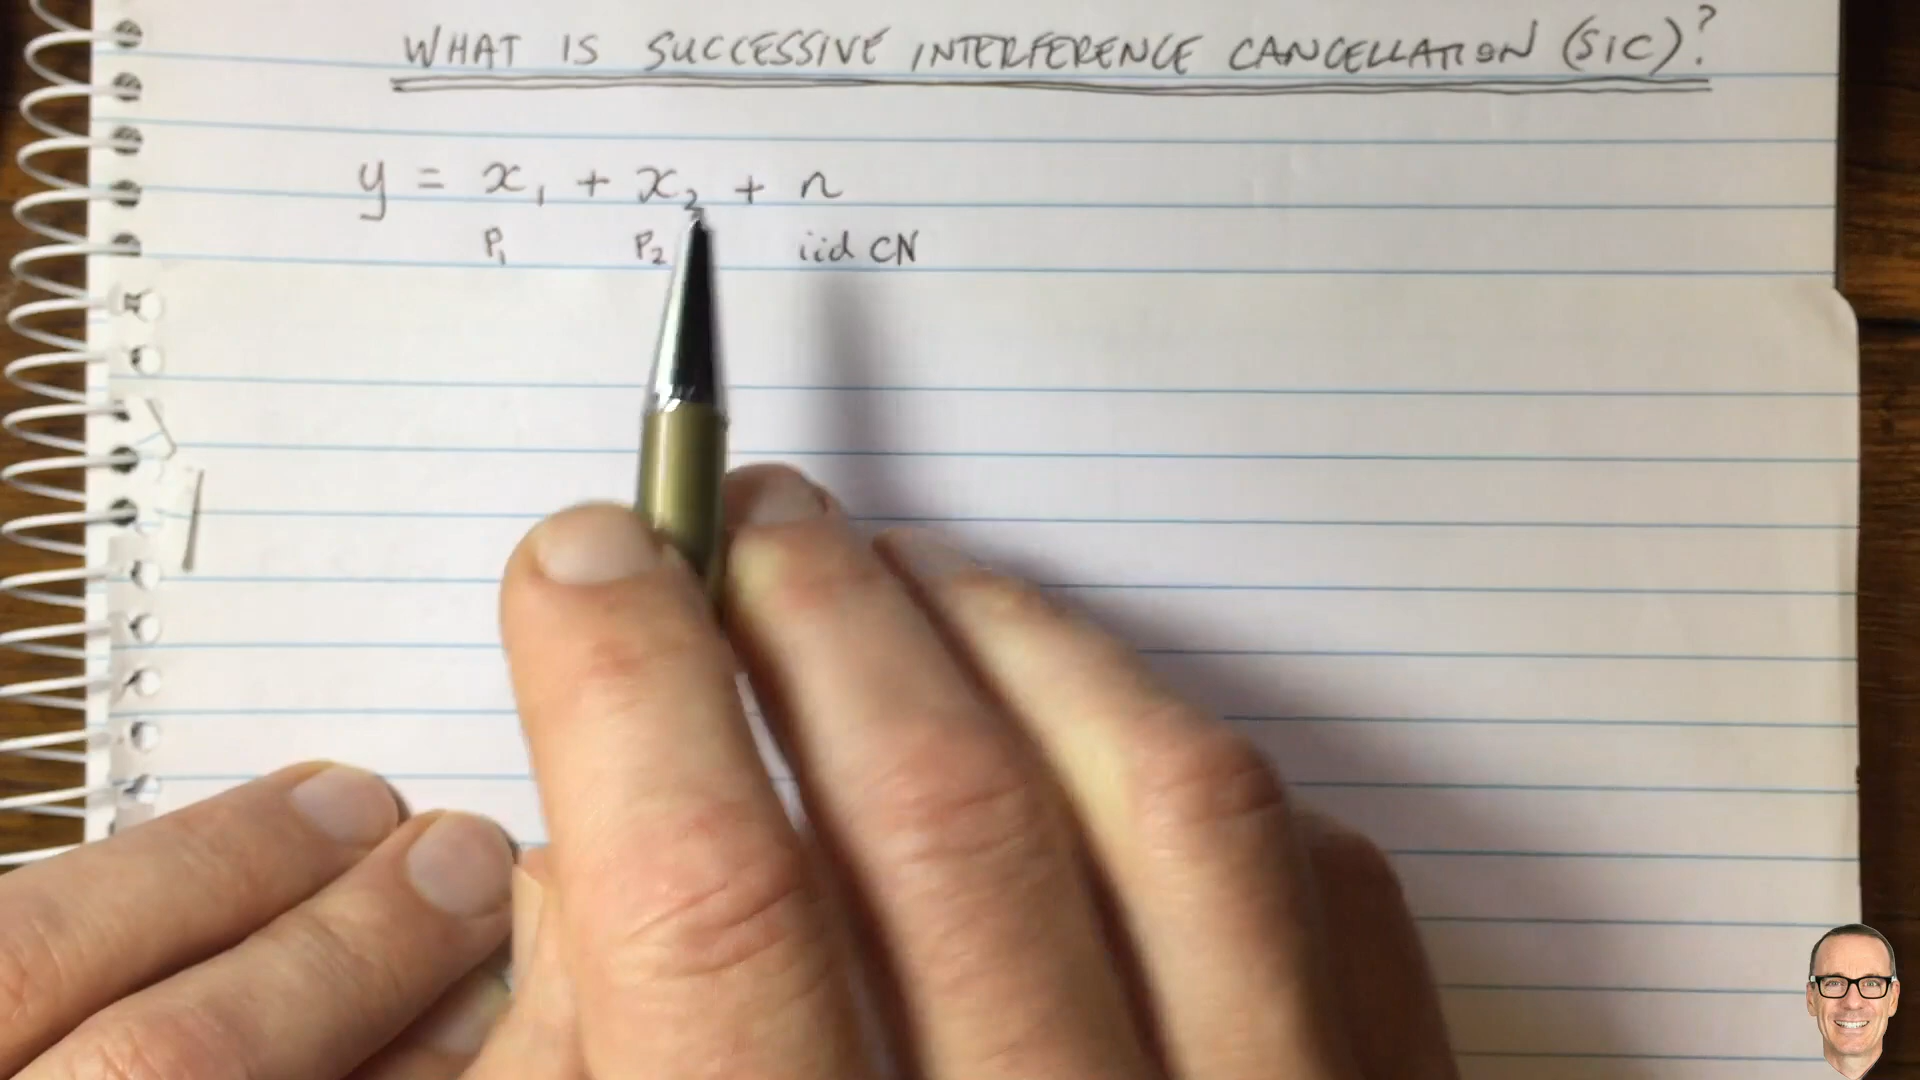 WHAT IS SUCCESSIVE INTERFERENCE CANCELLATION (SIC)?
y = x₁ + x₂ + n
P₁ P₂ iid CN